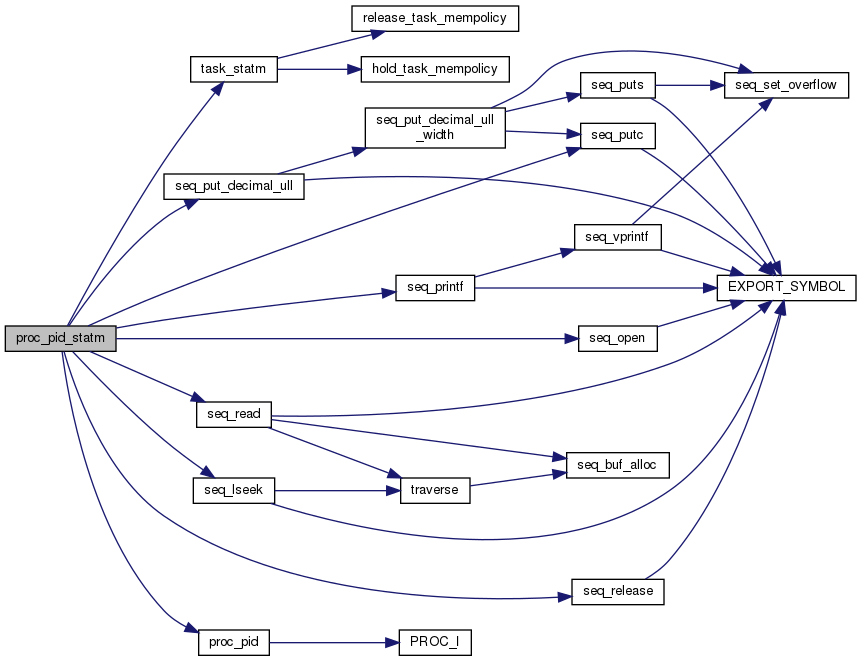 release_task_mempolicy
task_statm
hold_task_mempolicy
seq_puts
seq_set_overflow
seq_put_decimal_ull
_width
seq_putc
seq_put_decimal_ull
seq_vprintf
seq_printf
EXPORT_SYMBOL
proc_pid_statm
seq_open
seq_read
seq_buf_alloc
seq_lseek
traverse
seq_release
proc_pid
PROC_I